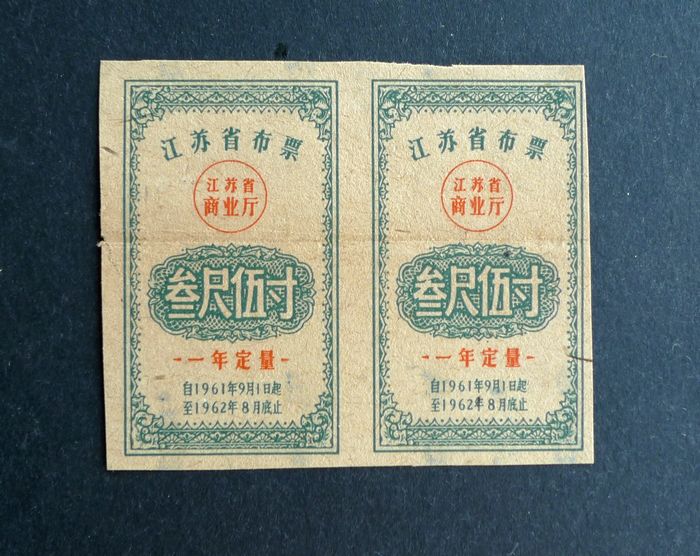 江苏省布票
江苏省
商业厅
叁尺伍寸
一年定量
自1961年9月1日起
至1962年8月底止
江苏省布票
江苏省
商业厅
叁尺伍寸
一年定量
自1961年9月1日起
至1962年8月底止